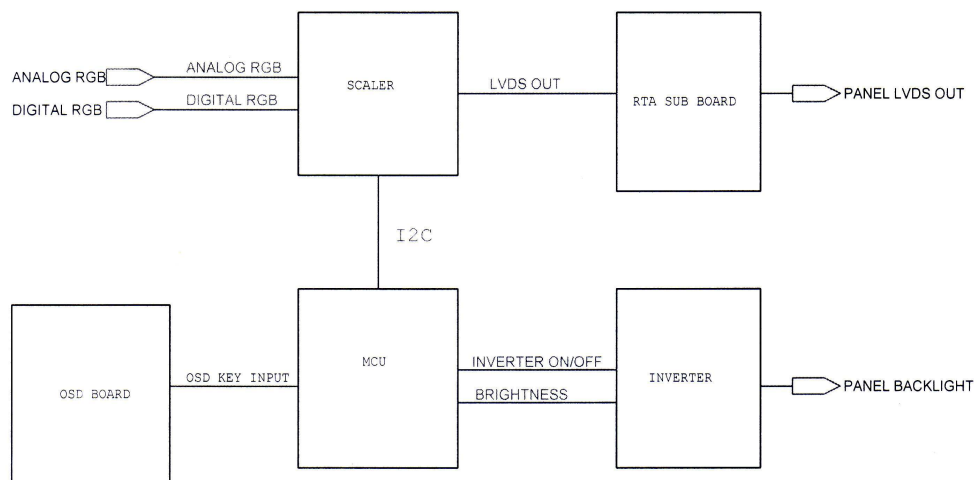 ANALOG RGB
ANALOG RGB
DIGITAL RGB
DIGITAL RGB
SCALER
LVDS OUT
RTA SUB BOARD
PANEL LVDS OUT
I2C
OSD BOARD
OSD KEY INPUT
MCU
INVERTER ON/OFF
BRIGHTNESS
INVERTER
PANEL BACKLIGHT